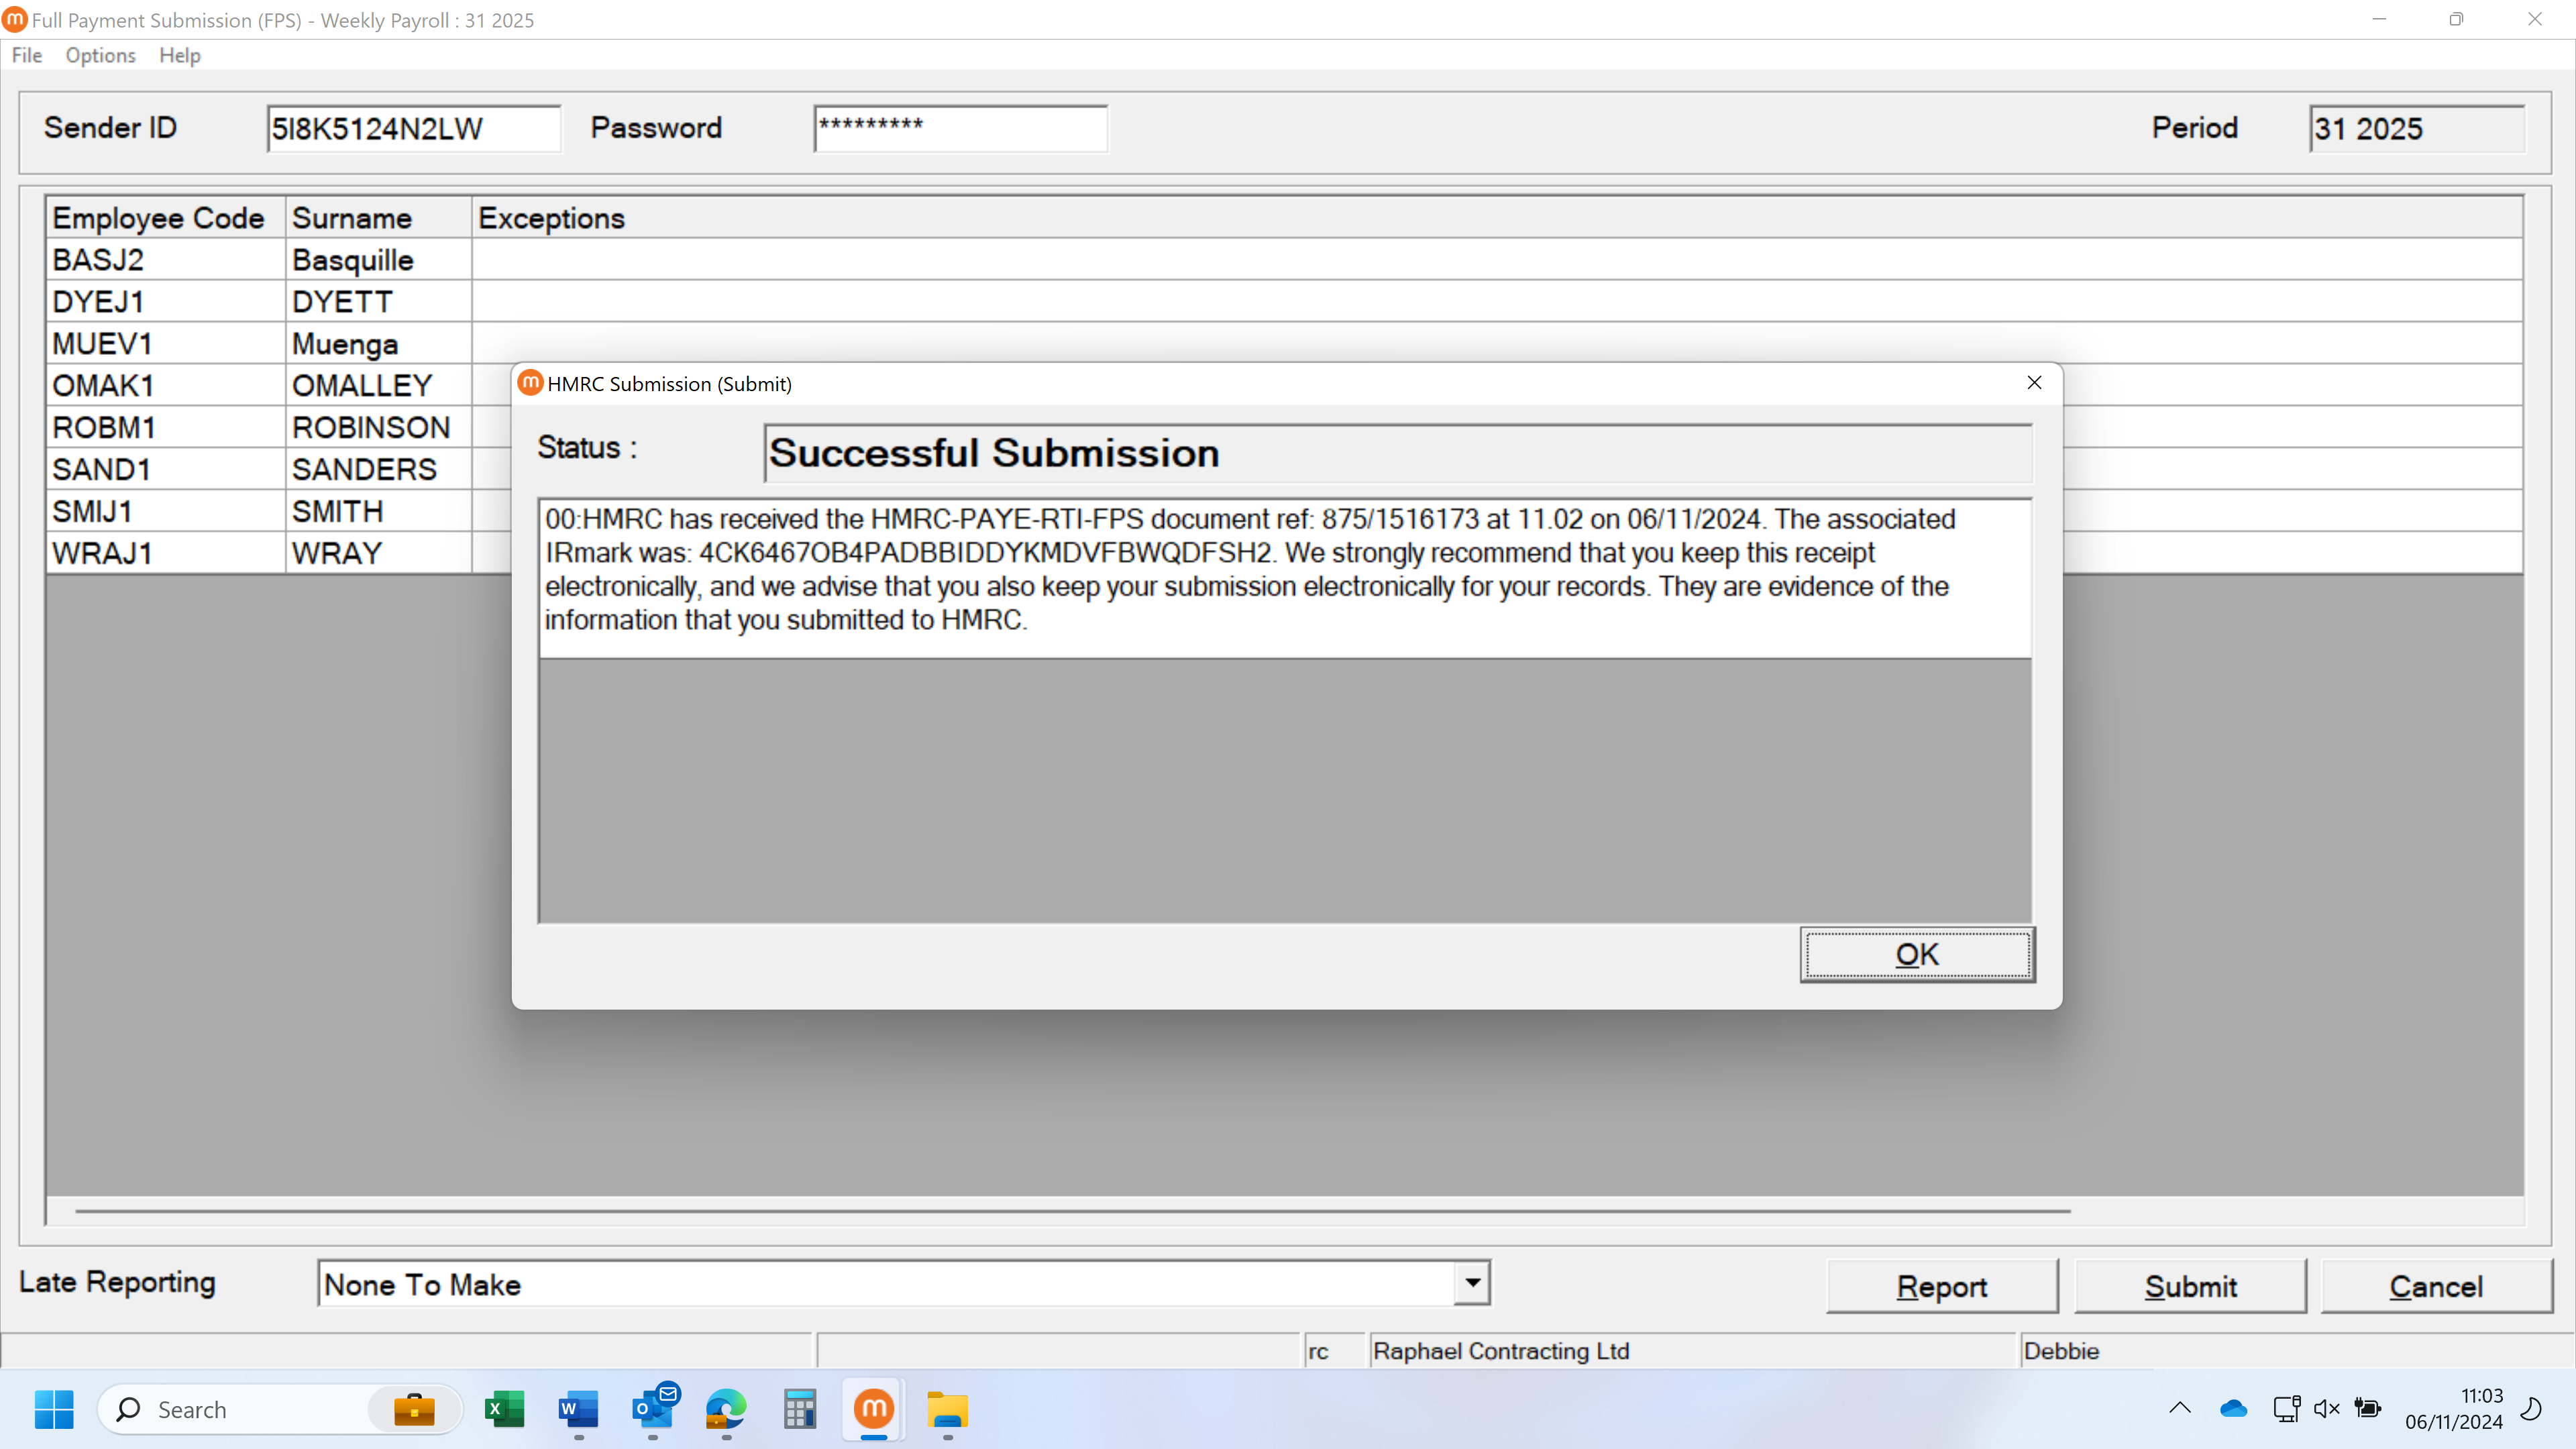 Full Payment Submission (FPS) - Weekly Payroll : 31 2025
File Options Help
Sender ID 5I8K5124N2LW Password ********* Period 31 2025
Employee Code Surname Exceptions
BASJ2 Basquille
DYEJ1 DYETT
MUEV1 Muenga
OMAK1 OMALLEY
ROBM1 ROBINSON
SAND1 SANDERS
SMIJ1 SMITH
WRAJ1 WRAY
HMRC Submission (Submit)
Status : Successful Submission
00:HMRC has received the HMRC-PAYE-RTI-FPS document ref: 875/1516173 at 11.02 on 06/11/2024. The associated
IRmark was: 4CK6467OB4PADBBIDDYKMDVFBWQDFSH2. We strongly recommend that you keep this receipt
electronically, and we advise that you also keep your submission electronically for your records. They are evidence of the
information that you submitted to HMRC.
OK
Late Reporting None To Make Report Submit Cancel
rc Raphael Contracting Ltd Debbie
Search
11:03
06/11/2024